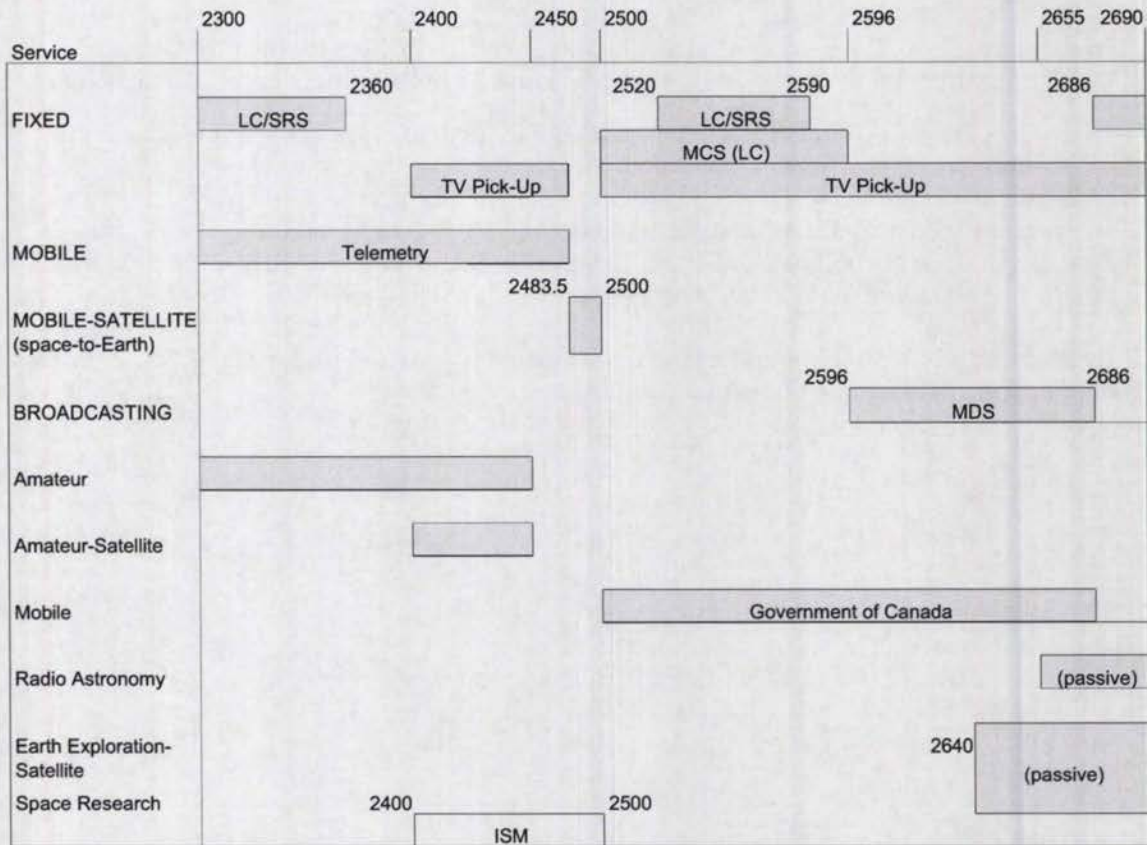 2300 2400 2450 2500 2596 2655 2690
Service
2360 2520 2590 2686
FIXED LC/SRS LC/SRS
MCS (LC)
TV Pick-Up TV Pick-Up
MOBILE Telemetry
2483.5 2500
MOBILE-SATELLITE
(space-to-Earth)
2596 2686
BROADCASTING MDS
Amateur
Amateur-Satellite
Mobile Government of Canada
Radio Astronomy (passive)
Earth Exploration- 2640
Satellite (passive)
Space Research 2400 2500
ISM